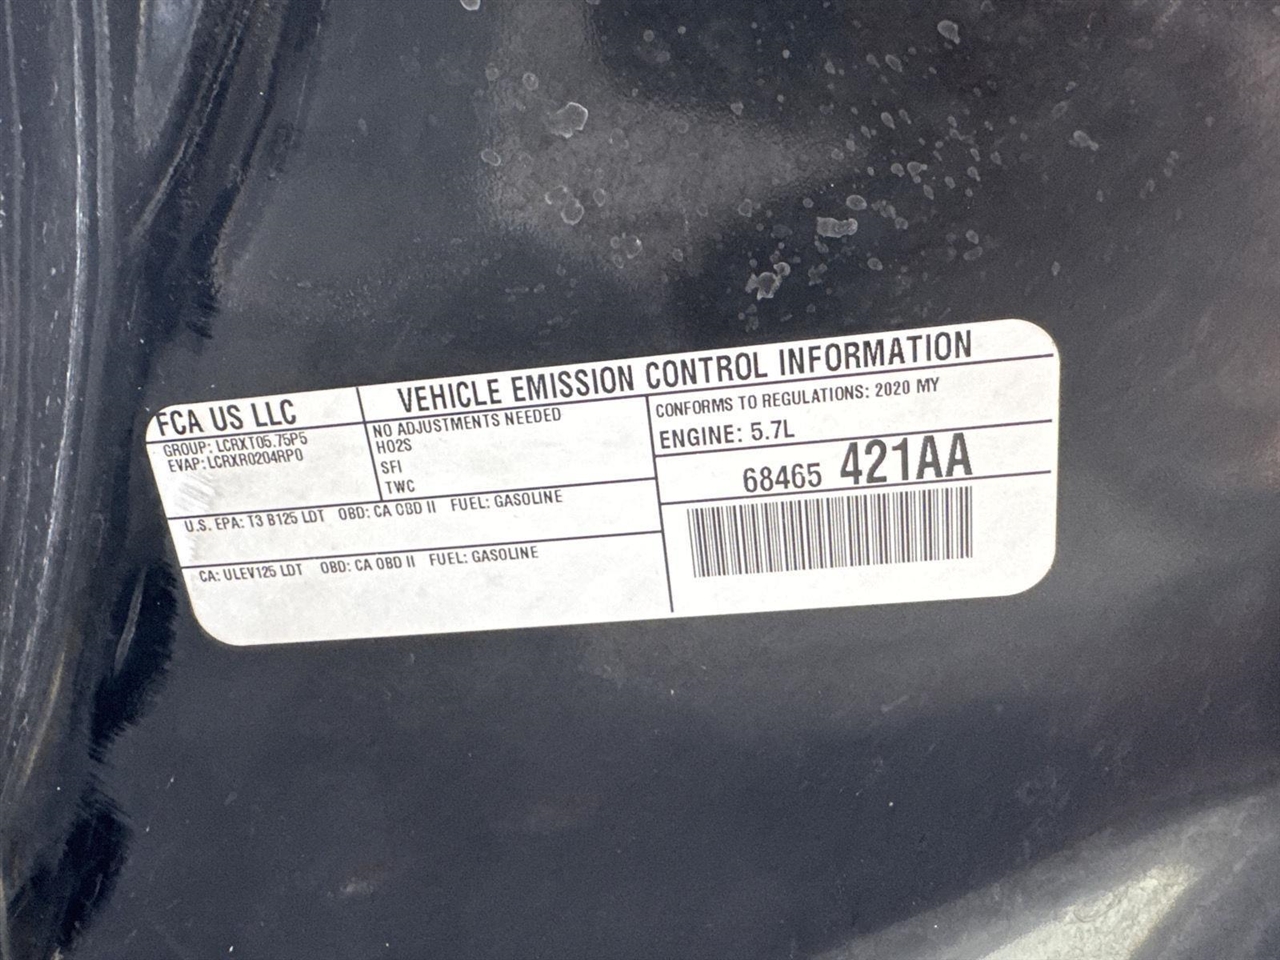 FCA US LLC
GROUP: LCRXT05.75P5
EVAP: LCRXR0204RP0
VEHICLE EMISSION CONTROL INFORMATION
NO ADJUSTMENTS NEEDED
HO2S
SFI
TWC
CONFORMS TO REGULATIONS: 2020 MY
ENGINE: 5.7L
68465 421AA
U.S. EPA: T3 B125 LDT OBD: CA OBD II FUEL: GASOLINE
CA: ULEV125 LDT OBD: CA OBD II FUEL: GASOLINE